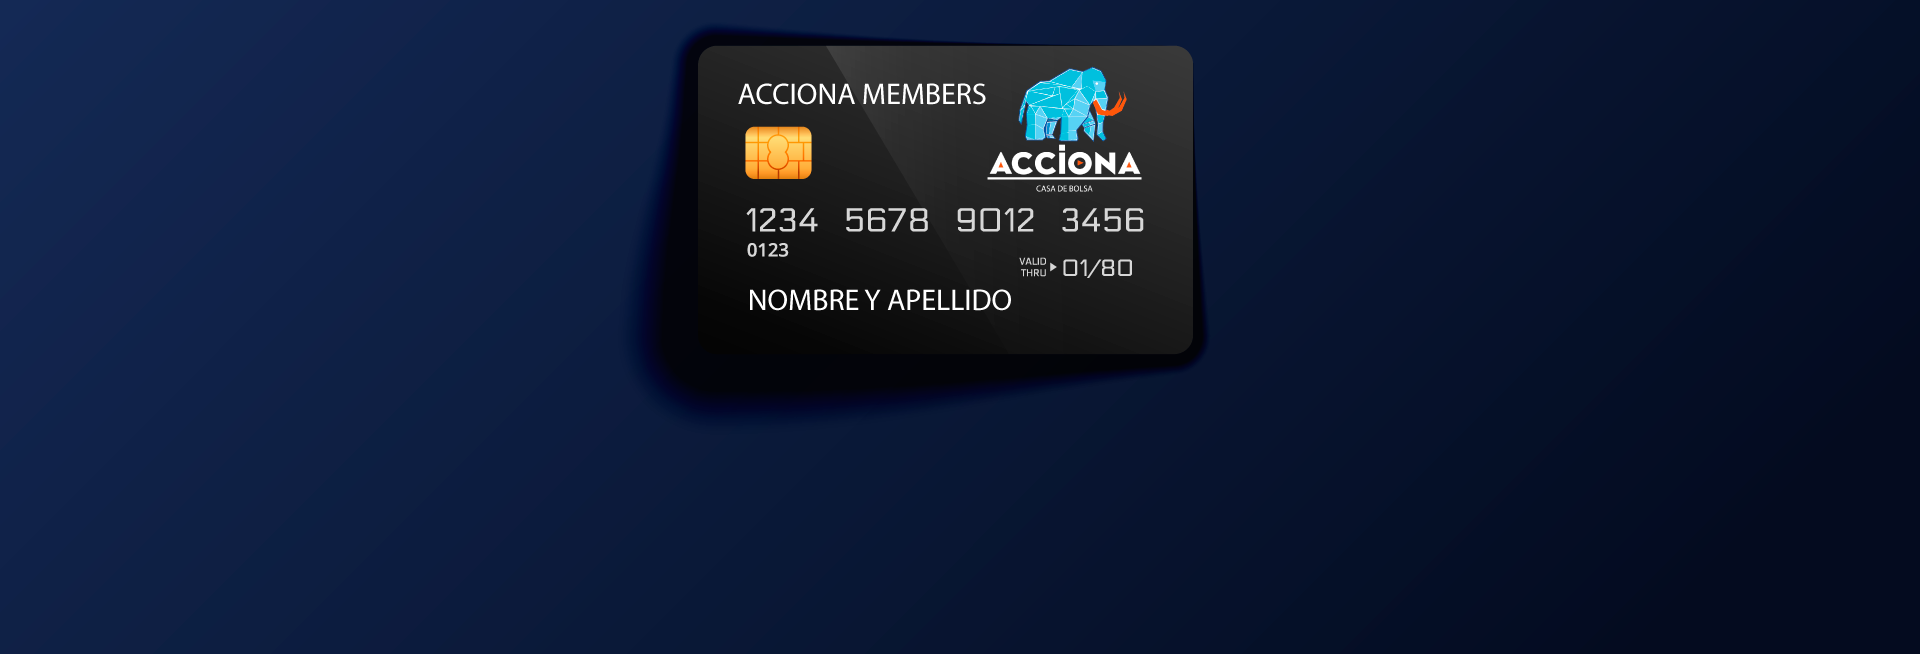 ACCIONA MEMBERS
ACCIONA
CASA DE BOLSA
1234 5678 9012 3456
0123
VALID THRU 01/80
NOMBRE Y APELLIDO